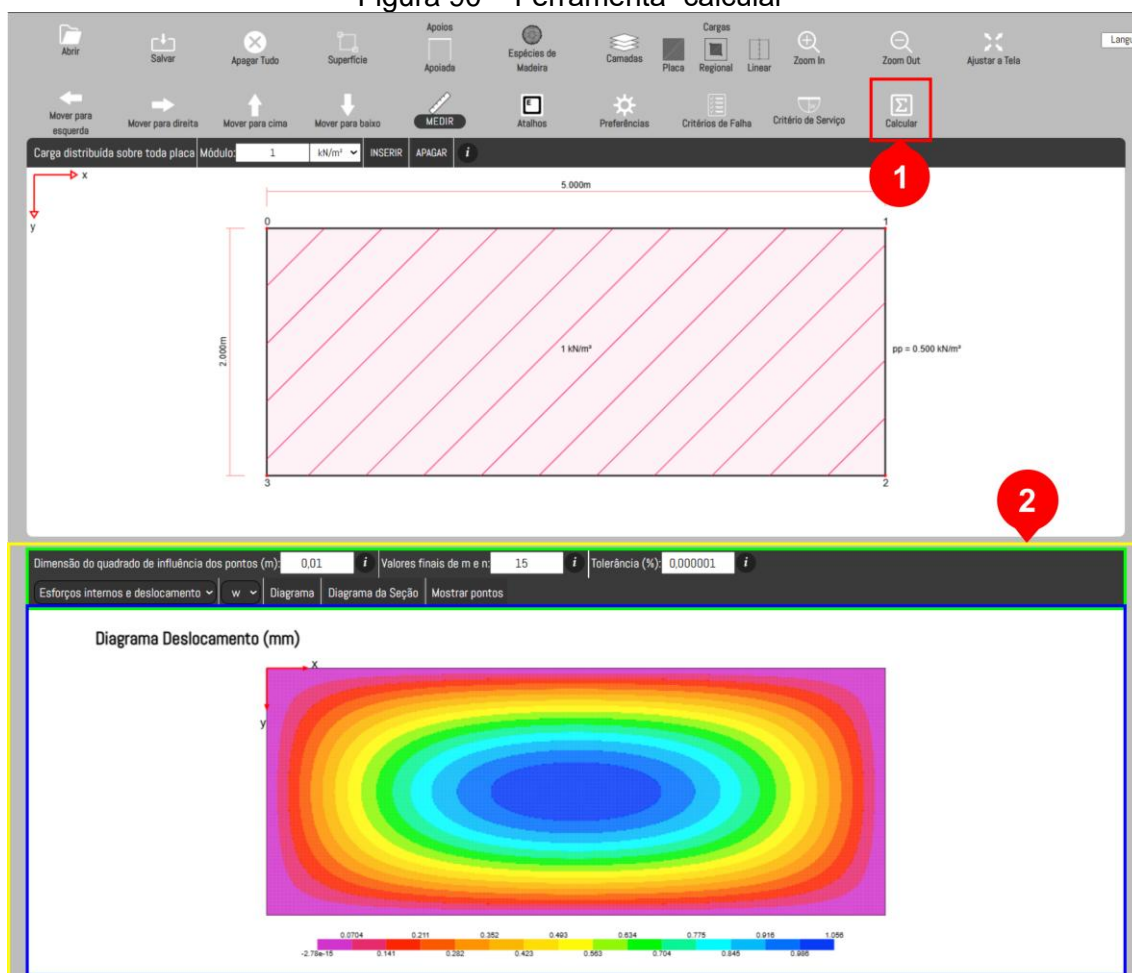 Figura 90 – Ferramenta "calcular"
Abrir
Salvar
Apagar Tudo
Superfície
Apoios
Apoiada
Espécies de
Madeira
Camadas
Cargas
Placa Regional Linear
Zoom In
Zoom Out
Ajustar a Tela
Langu
Mover para
esquerda
Mover para direita
Mover para cima
Mover para baixo
MEDIR
Atalhos
Preferências
Critérios de Falha
Critério de Serviço
Calcular
Carga distribuída sobre toda placa Módulo: 1 kN/m² INSERIR APAGAR i
1
x
y
5.000m
0
1
2.000m
1 kN/m²
pp = 0.500 kN/m²
3
2
2
Dimensão do quadrado de influência dos pontos (m): 0,01 i Valores finais de m e n: 15 i Tolerância (%): 0,000001 i
Esforços internos e deslocamento w Diagrama Diagrama da Seção Mostrar pontos
Diagrama Deslocamento (mm)
x
y
0.0704 0.211 0.352 0.493 0.634 0.775 0.916 1.056
-2.78e-15 0.141 0.282 0.423 0.563 0.704 0.845 0.986